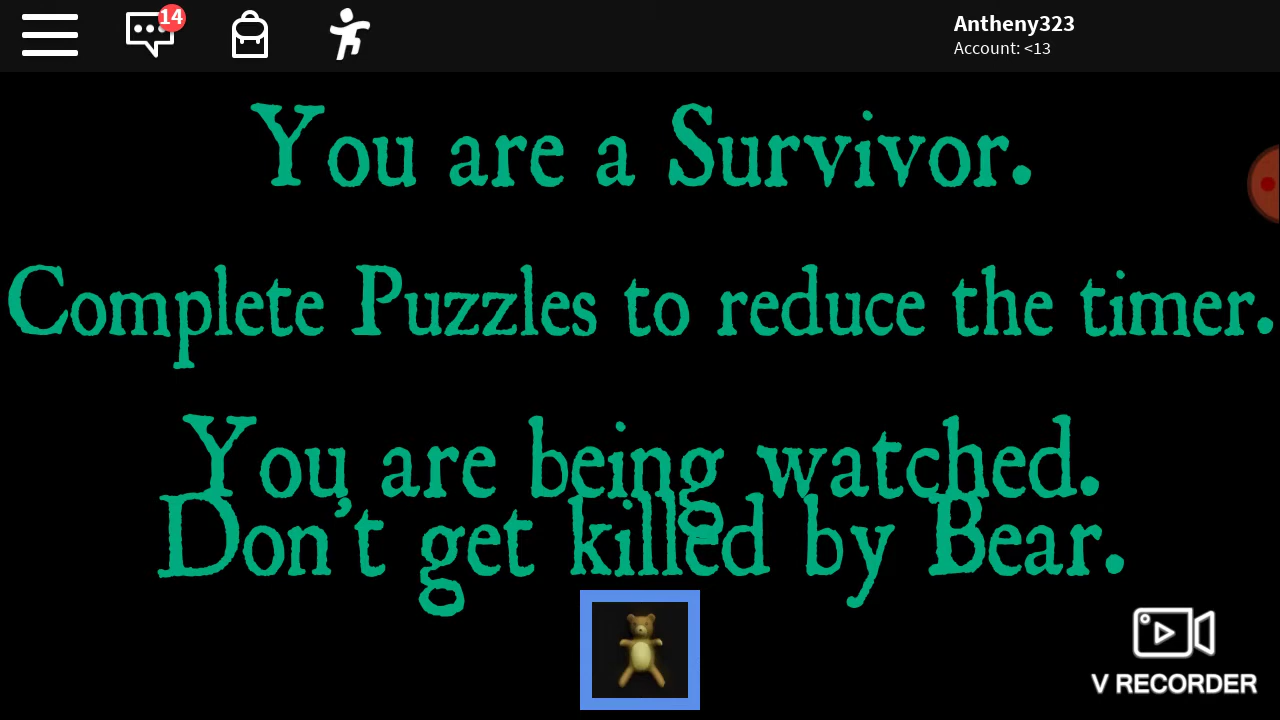 14
Antheny323
Account: <13
You are a Survivor.
Complete Puzzles to reduce the timer.
You are being watched.
Don't get killed by Bear.
V RECORDER